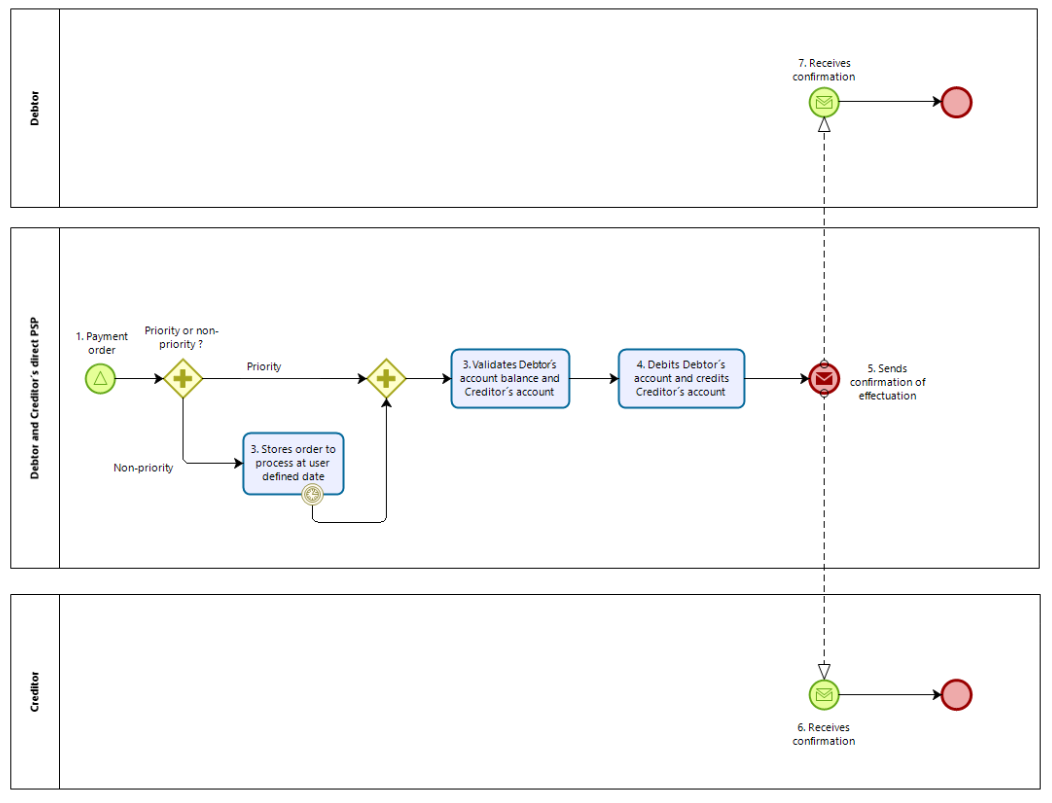 Debtor
7. Receives
confirmation
Debtor and Creditor´s direct PSP
1. Payment
order
Priority or non-
priority ?
Priority
Non-priority
3. Stores order to
process at user
defined date
3. Validates Debtor´s
account balance and
Creditor´s account
4. Debits Debtor´s
account and credits
Creditor´s account
5. Sends
confirmation of
effectuation
Creditor
6. Receives
confirmation